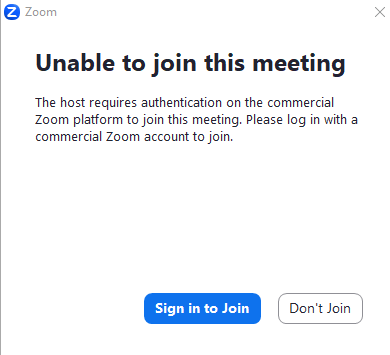 Zoom
Unable to join this meeting
The host requires authentication on the commercial
Zoom platform to join this meeting. Please log in with a
commercial Zoom account to join.
Sign in to Join
Don't Join